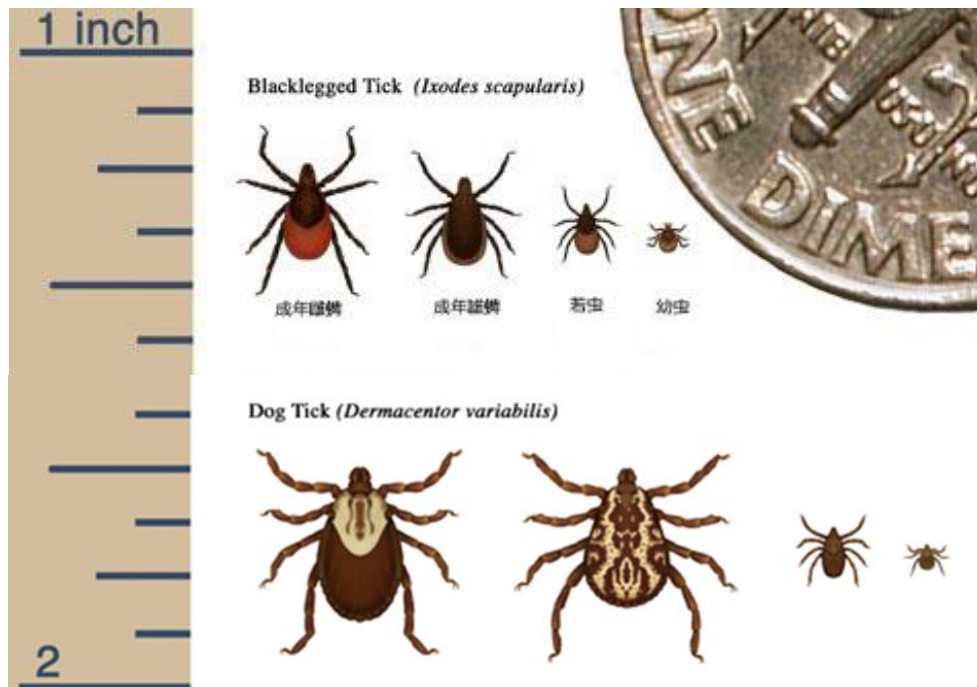 1 inch
Blacklegged Tick (Ixodes scapularis)
ONE DIME
成年雌蜱
成年雄蜱
若虫
幼虫
Dog Tick (Dermacentor variabilis)
2